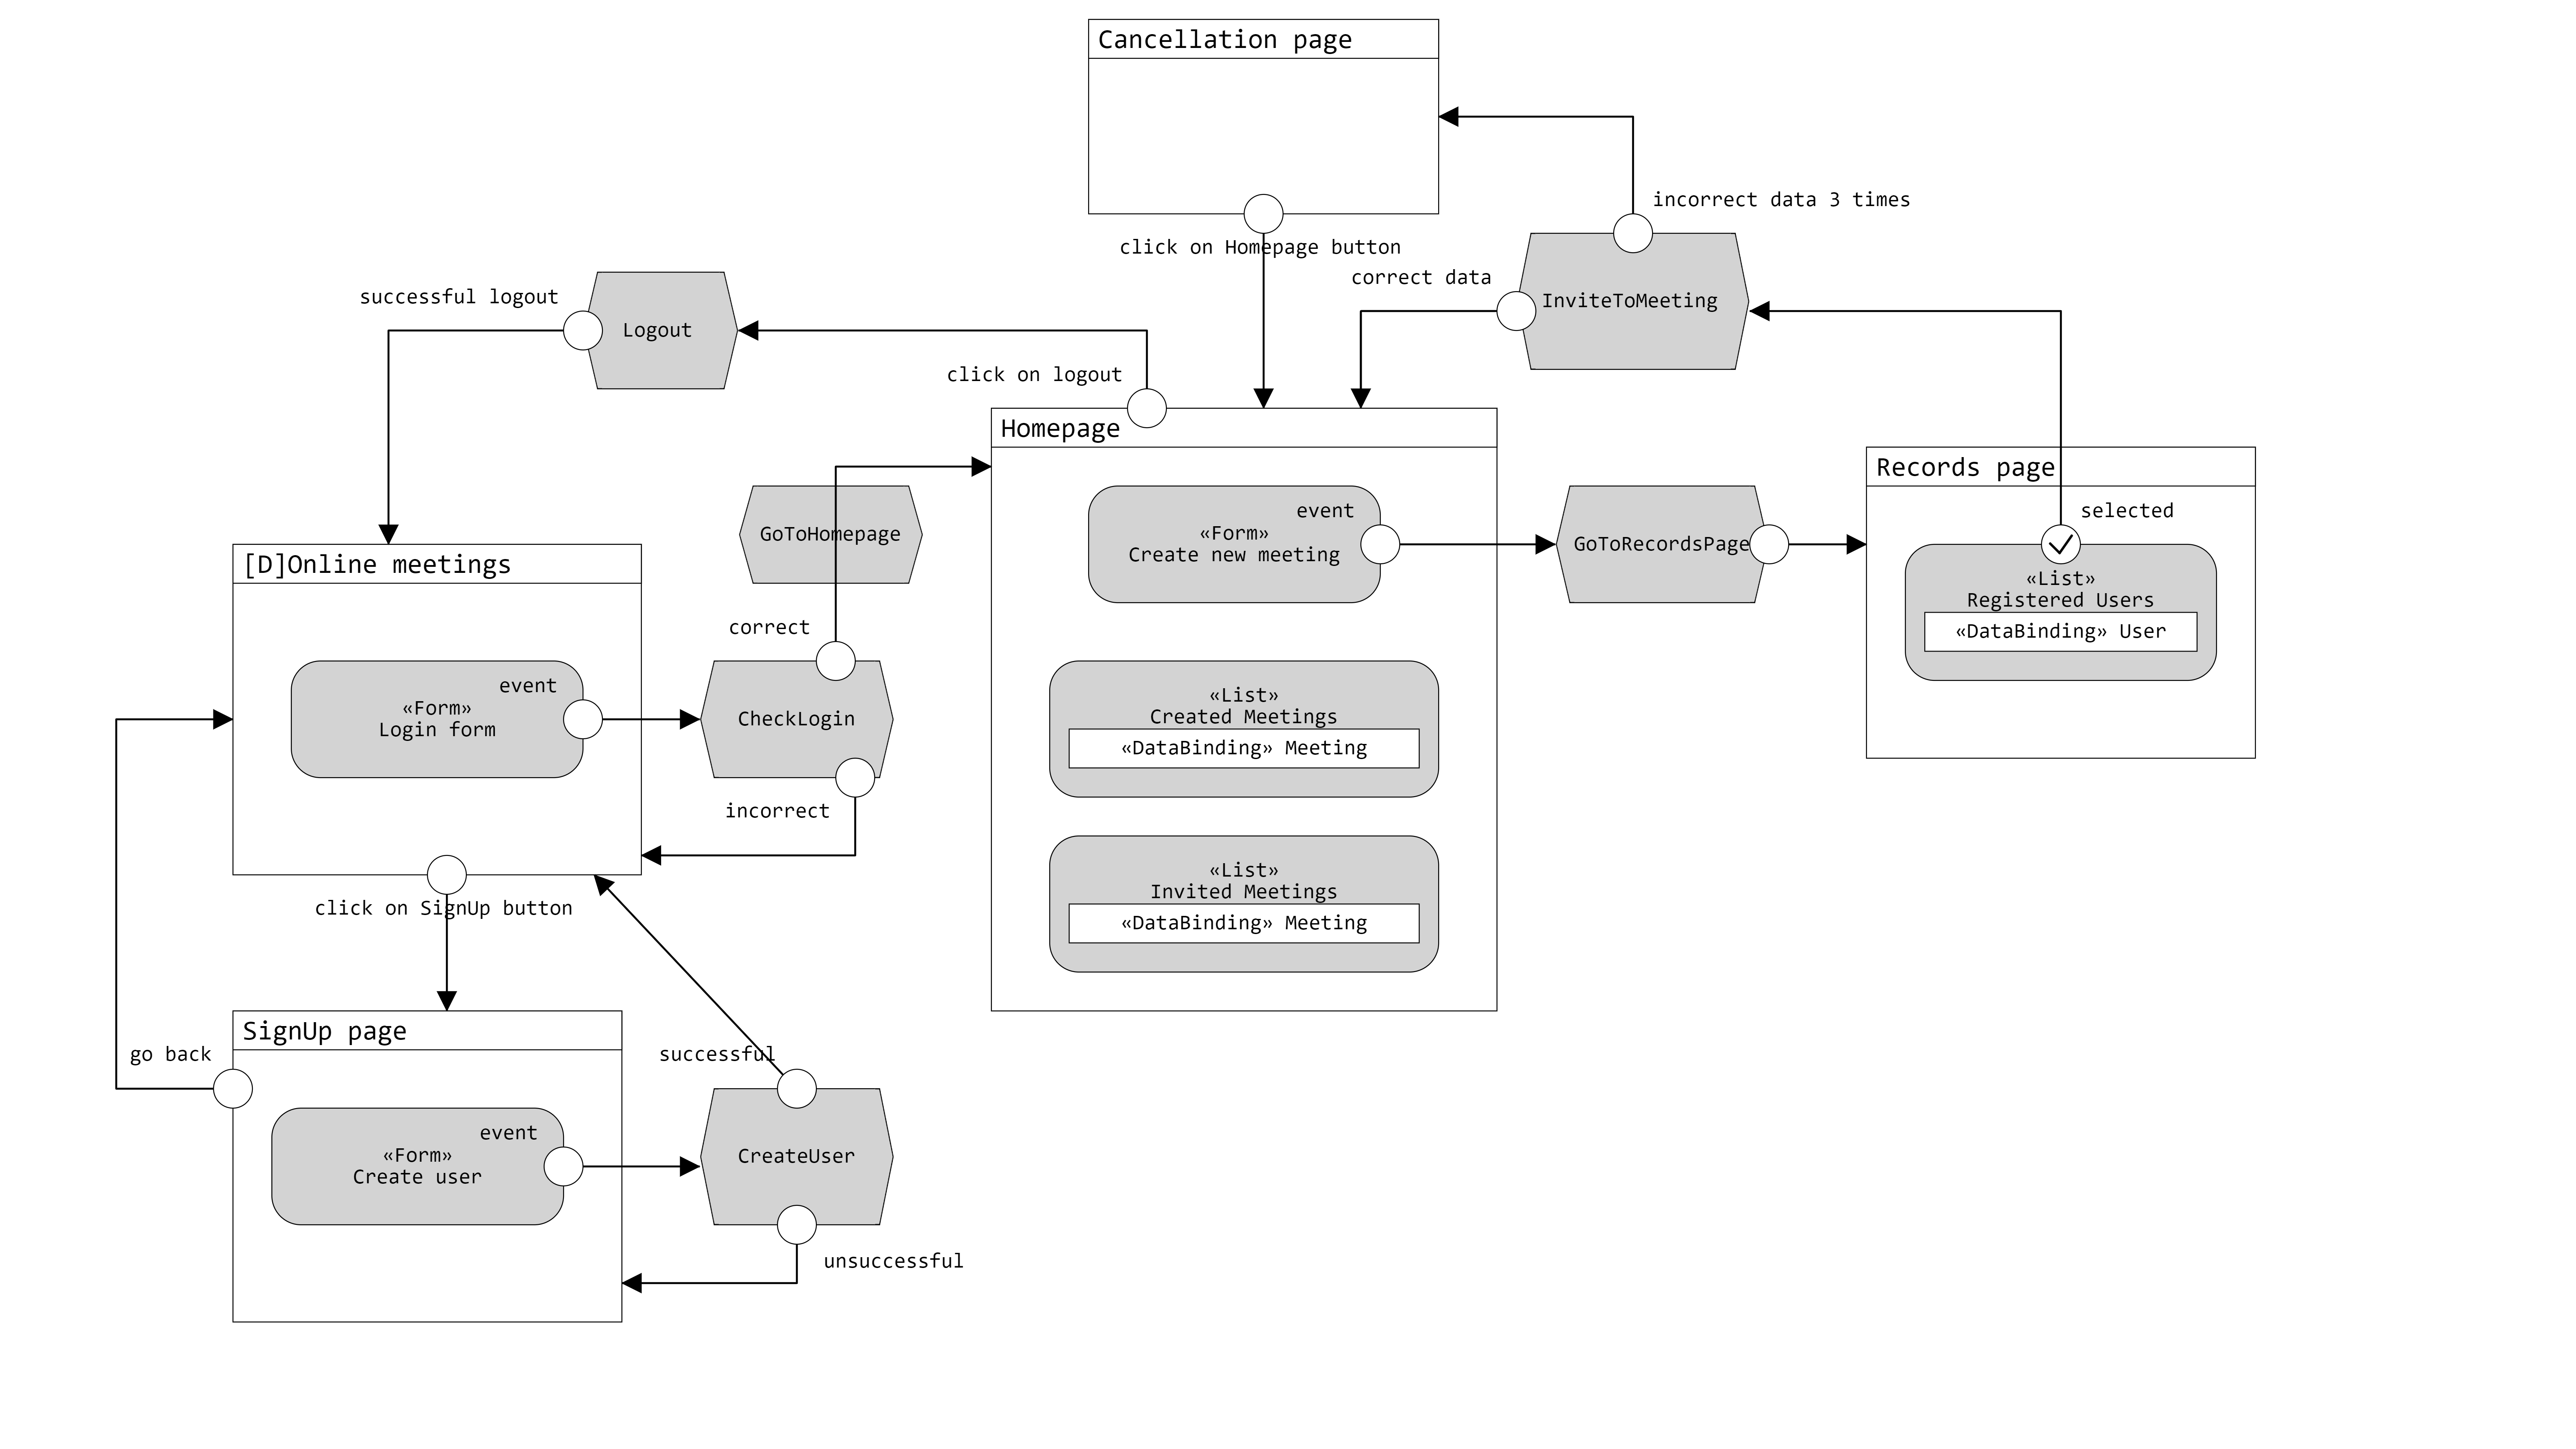 Cancellation page
incorrect data 3 times
click on Homepage button
correct data
InviteToMeeting
successful logout
Logout
click on logout
Homepage
Records page
event
«Form»
Create new meeting
GoToHomepage
GoToRecordsPage
selected
«List»
Registered Users
«DataBinding» User
[D]Online meetings
correct
event
«Form»
Login form
CheckLogin
incorrect
«List»
Created Meetings
«DataBinding» Meeting
«List»
Invited Meetings
«DataBinding» Meeting
click on SignUp button
SignUp page
go back
successful
event
«Form»
Create user
CreateUser
unsuccessful